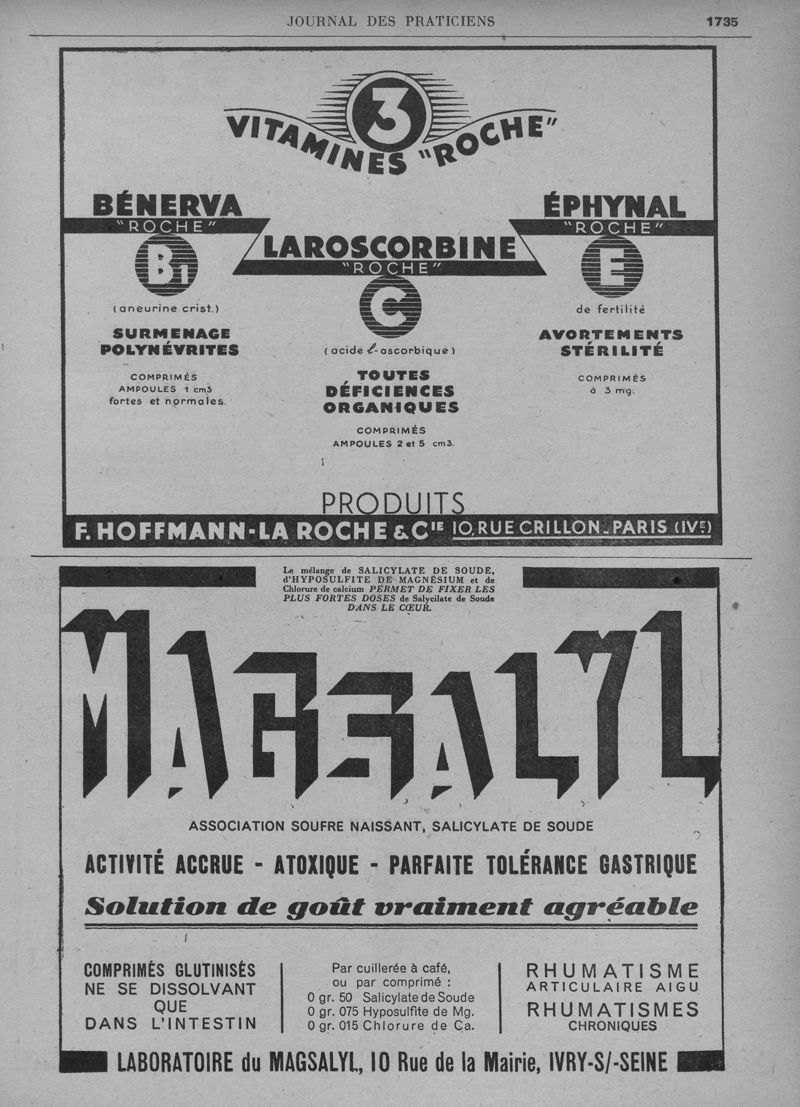 JOURNAL DES PRATICIENS
1735
3
VITAMINES "ROCHE"
BÉNERVA
"ROCHE"
B1
(aneurine crist.)
SURMENAGE
POLYNÉVRITES
COMPRIMÉS
AMPOULES 1 cm3
fortes et normales.
LAROSCORBINE
"ROCHE"
C
(acide l-ascorbique)
TOUTES
DÉFICIENCES
ORGANIQUES
COMPRIMÉS
AMPOULES 2 et 5 cm3.
ÉPHYNAL
"ROCHE"
E
de fertilité
AVORTEMENTS
STÉRILITÉ
COMPRIMÉS
à 3 mg.
PRODUITS
F. HOFFMANN-LA ROCHE & Cie 10, RUE CRILLON_PARIS (IVE)
Le mélange de SALICYLATE DE SOUDE,
d'HYPOSULFITE DE MAGNÉSIUM et de
Chlorure de calcium PERMET DE FIXER LES
PLUS FORTES DOSES de Salycilate de Soude
DANS LE CŒUR.
MAGSALYL
ASSOCIATION SOUFRE NAISSANT, SALICYLATE DE SOUDE
ACTIVITÉ ACCRUE - ATOXIQUE - PARFAITE TOLÉRANCE GASTRIQUE
Solution de goût vraiment agréable
COMPRIMÉS GLUTINISÉS
NE SE DISSOLVANT
QUE
DANS L'INTESTIN
Par cuillerée à café,
ou par comprimé :
0 gr. 50 Salicylate de Soude
0 gr. 075 Hyposulfite de Mg.
0 gr. 015 Chlorure de Ca.
RHUMATISME
ARTICULAIRE AIGU
RHUMATISMES
CHRONIQUES
LABORATOIRE du MAGSALYL, 10 Rue de la Mairie, IVRY-S/-SEINE